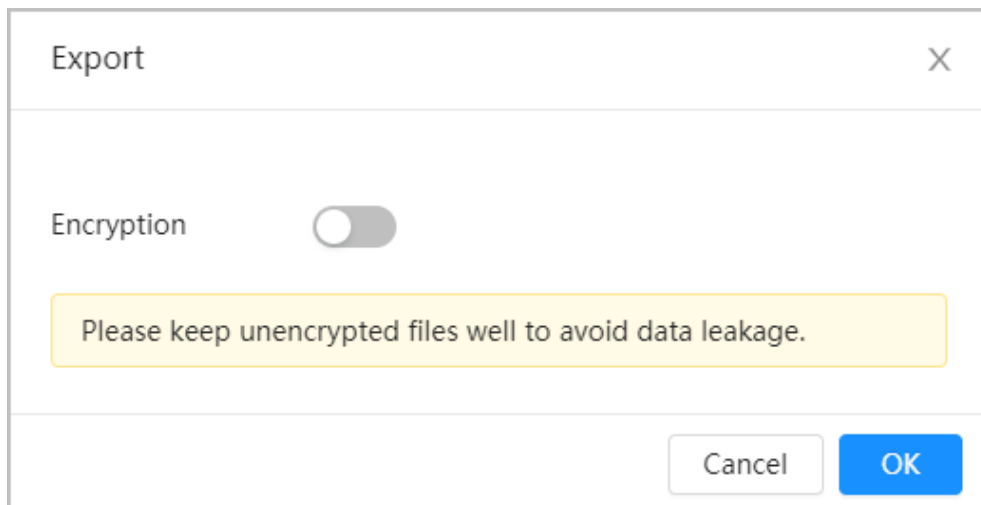 Export
Encryption
Please keep unencrypted files well to avoid data leakage.
Cancel
OK